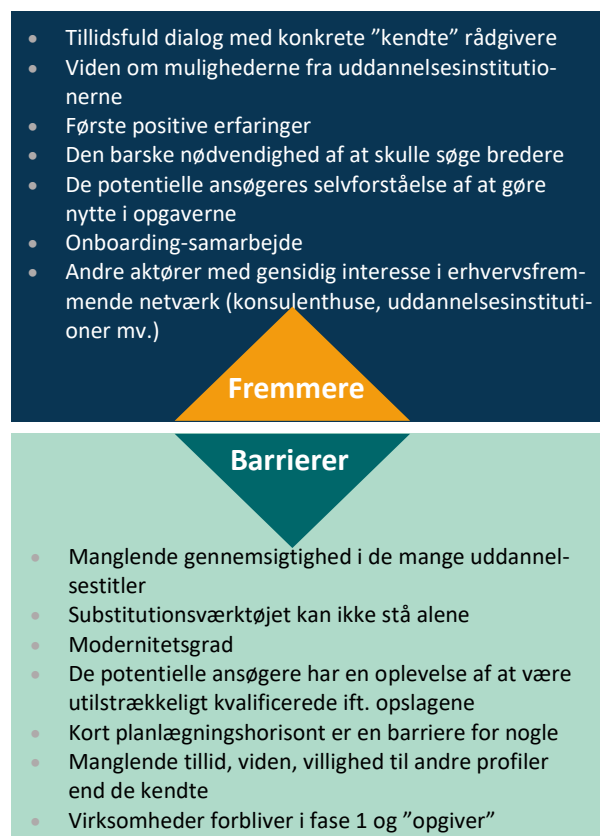 • Tillidsfuld dialog med konkrete ”kendte” rådgivere
• Viden om mulighederne fra uddannelsesinstitutio-
nerne
• Første positive erfaringer
• Den barske nødvendighed af at skulle søge bredere
• De potentielle ansøgeres selvforståelse af at gøre
nytte i opgaverne
• Onboarding-samarbejde
• Andre aktører med gensidig interesse i erhvervsfrem-
mende netværk (konsulenthuse, uddannelsesinstituti-
oner mv.)
Fremmere
Barrierer
• Manglende gennemsigtighed i de mange uddannel-
sestitler
• Substitutionsværktøjet kan ikke stå alene
• Modernitetsgrad
• De potentielle ansøgere har en oplevelse af at være
utilstrækkeligt kvalificerede ift. opslagene
• Kort planlægningshorisont er en barriere for nogle
• Manglende tillid, viden, villighed til andre profiler
end de kendte
• Virksomheder forbliver i fase 1 og ”opgiver”